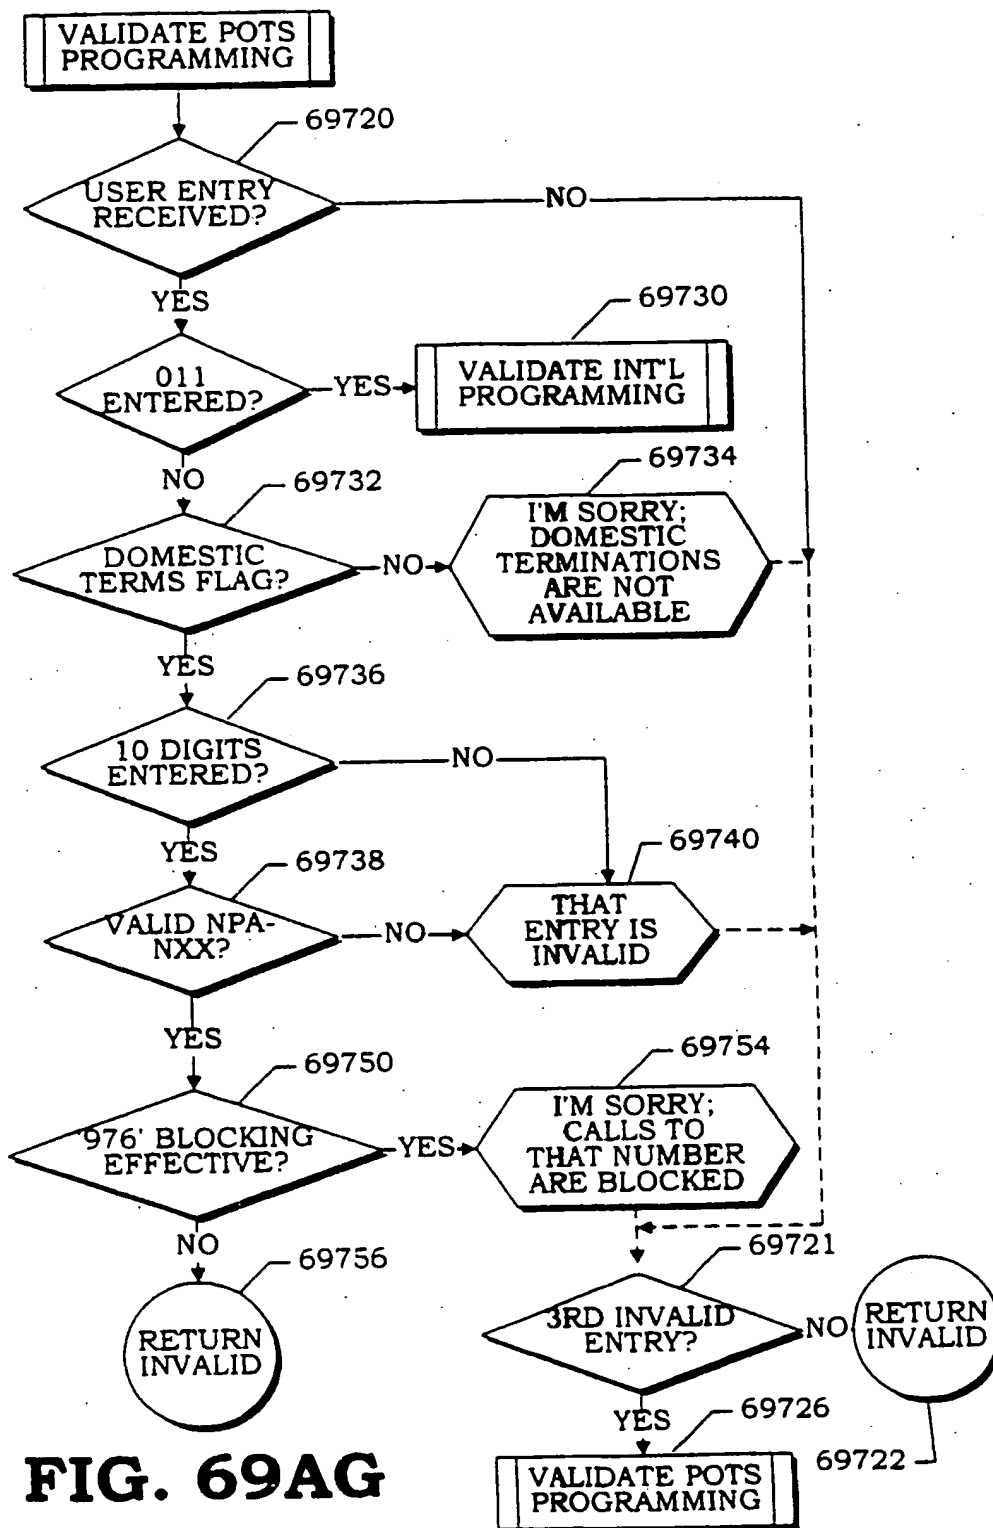 VALIDATE POTS
PROGRAMMING
69720
USER ENTRY
RECEIVED?
NO
YES
69730
011
ENTERED?
YES
VALIDATE INT'L
PROGRAMMING
NO
69732
69734
DOMESTIC
TERMS FLAG?
NO
I'M SORRY;
DOMESTIC
TERMINATIONS
ARE NOT
AVAILABLE
YES
69736
10 DIGITS
ENTERED?
NO
YES
69738
69740
VALID NPA-
NXX?
NO
THAT
ENTRY IS
INVALID
YES
69750
69754
'976' BLOCKING
EFFECTIVE?
YES
I'M SORRY;
CALLS TO
THAT NUMBER
ARE BLOCKED
NO
69756
69721
RETURN
INVALID
3RD INVALID
ENTRY?
NO
RETURN
INVALID
YES
69726
69722
VALIDATE POTS
PROGRAMMING
FIG. 69AG